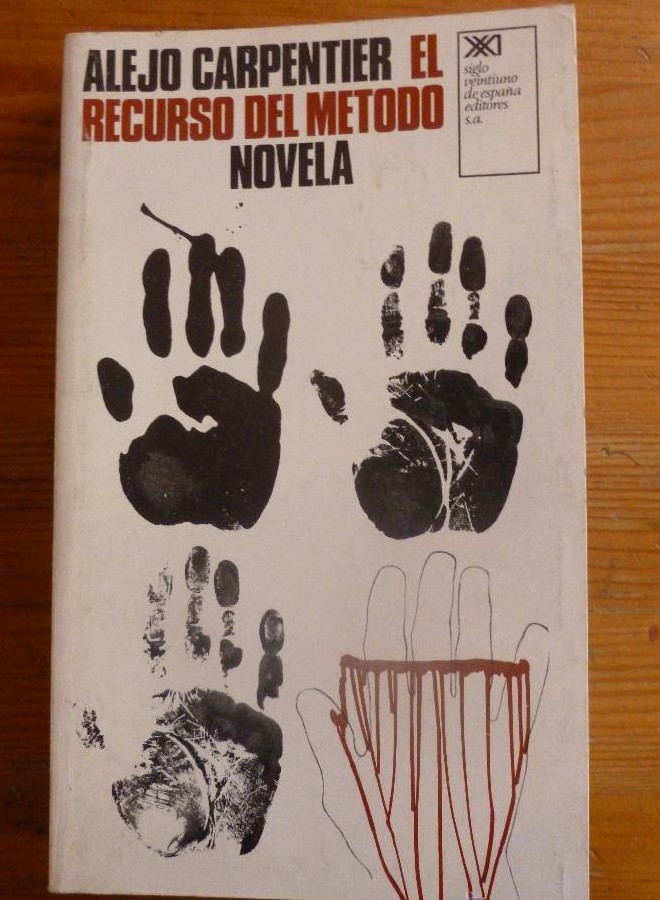 ALEJO CARPENTIER EL
RECURSO DEL METODO
NOVELA
siglo
veintiuno
de españa
editores
s.a.